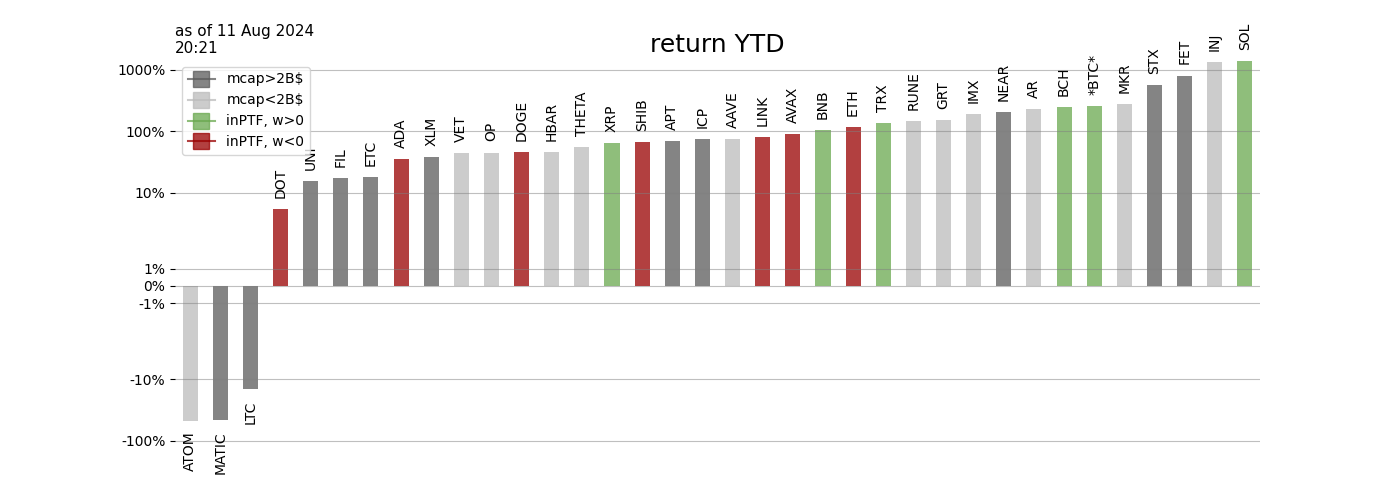 as of 11 Aug 2024
20:21
return YTD
mcap>2B$
mcap<2B$
inPTF, w>0
inPTF, w<0
1000%
100%
10%
1%
0%
-1%
-10%
-100%
ATOM
MATIC
LTC
DOT
UNI
FIL
ETC
ADA
XLM
VET
OP
DOGE
HBAR
THETA
XRP
SHIB
APT
ICP
AAVE
LINK
AVAX
BNB
ETH
TRX
RUNE
GRT
IMX
NEAR
AR
BCH
*BTC*
MKR
STX
FET
INJ
SOL